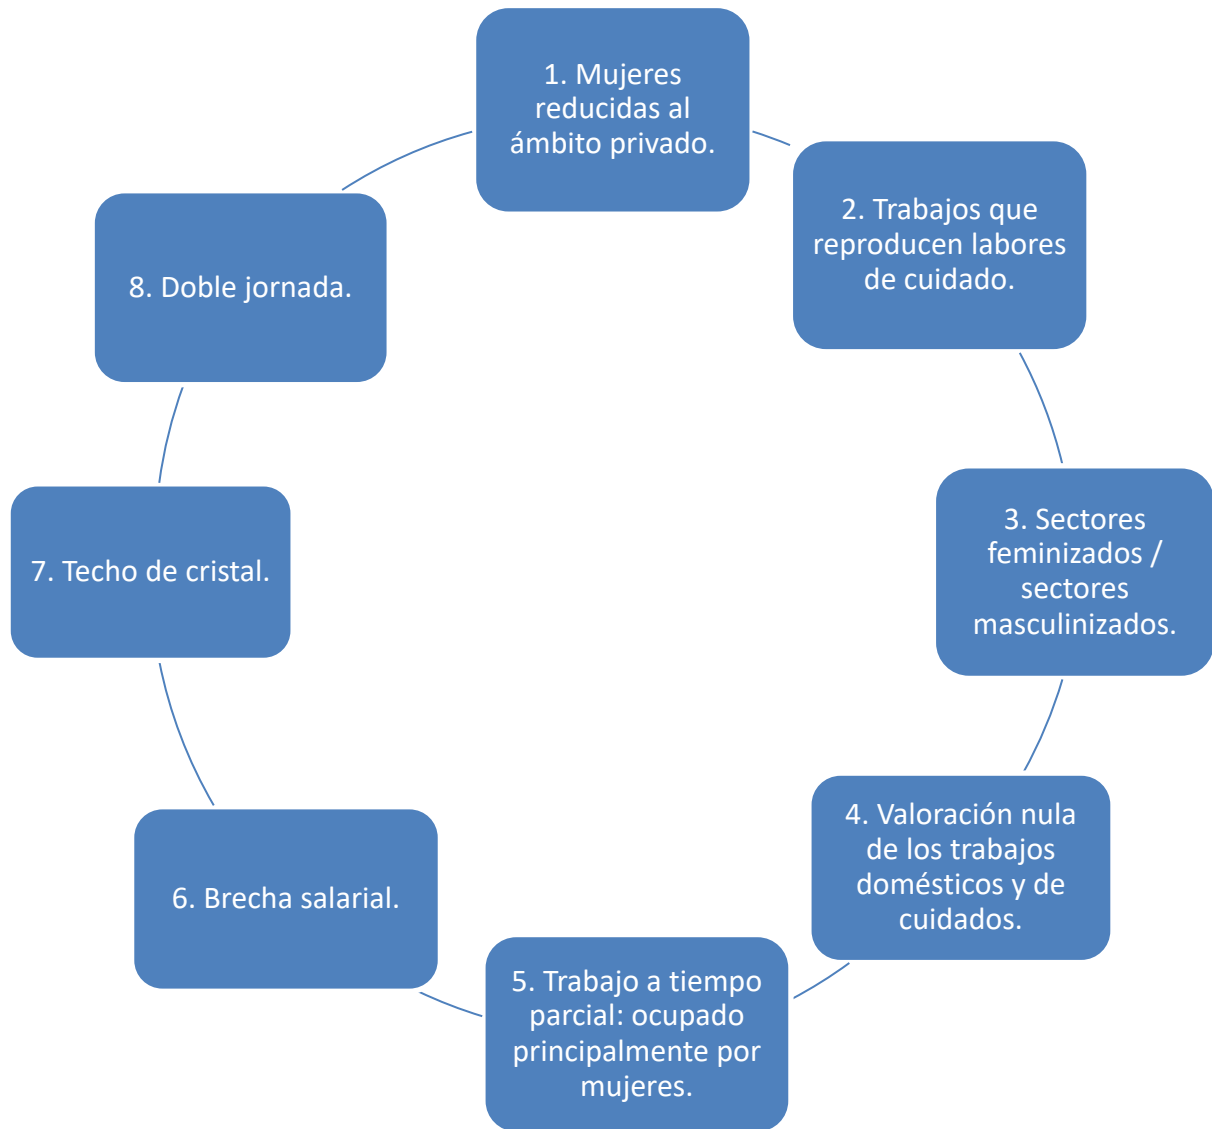 1. Mujeres
reducidas al
ámbito privado.
2. Trabajos que
reproducen labores
de cuidado.
3. Sectores
feminizados /
sectores
masculinizados.
4. Valoración nula
de los trabajos
domésticos y de
cuidados.
5. Trabajo a tiempo
parcial: ocupado
principalmente por
mujeres.
6. Brecha salarial.
7. Techo de cristal.
8. Doble jornada.